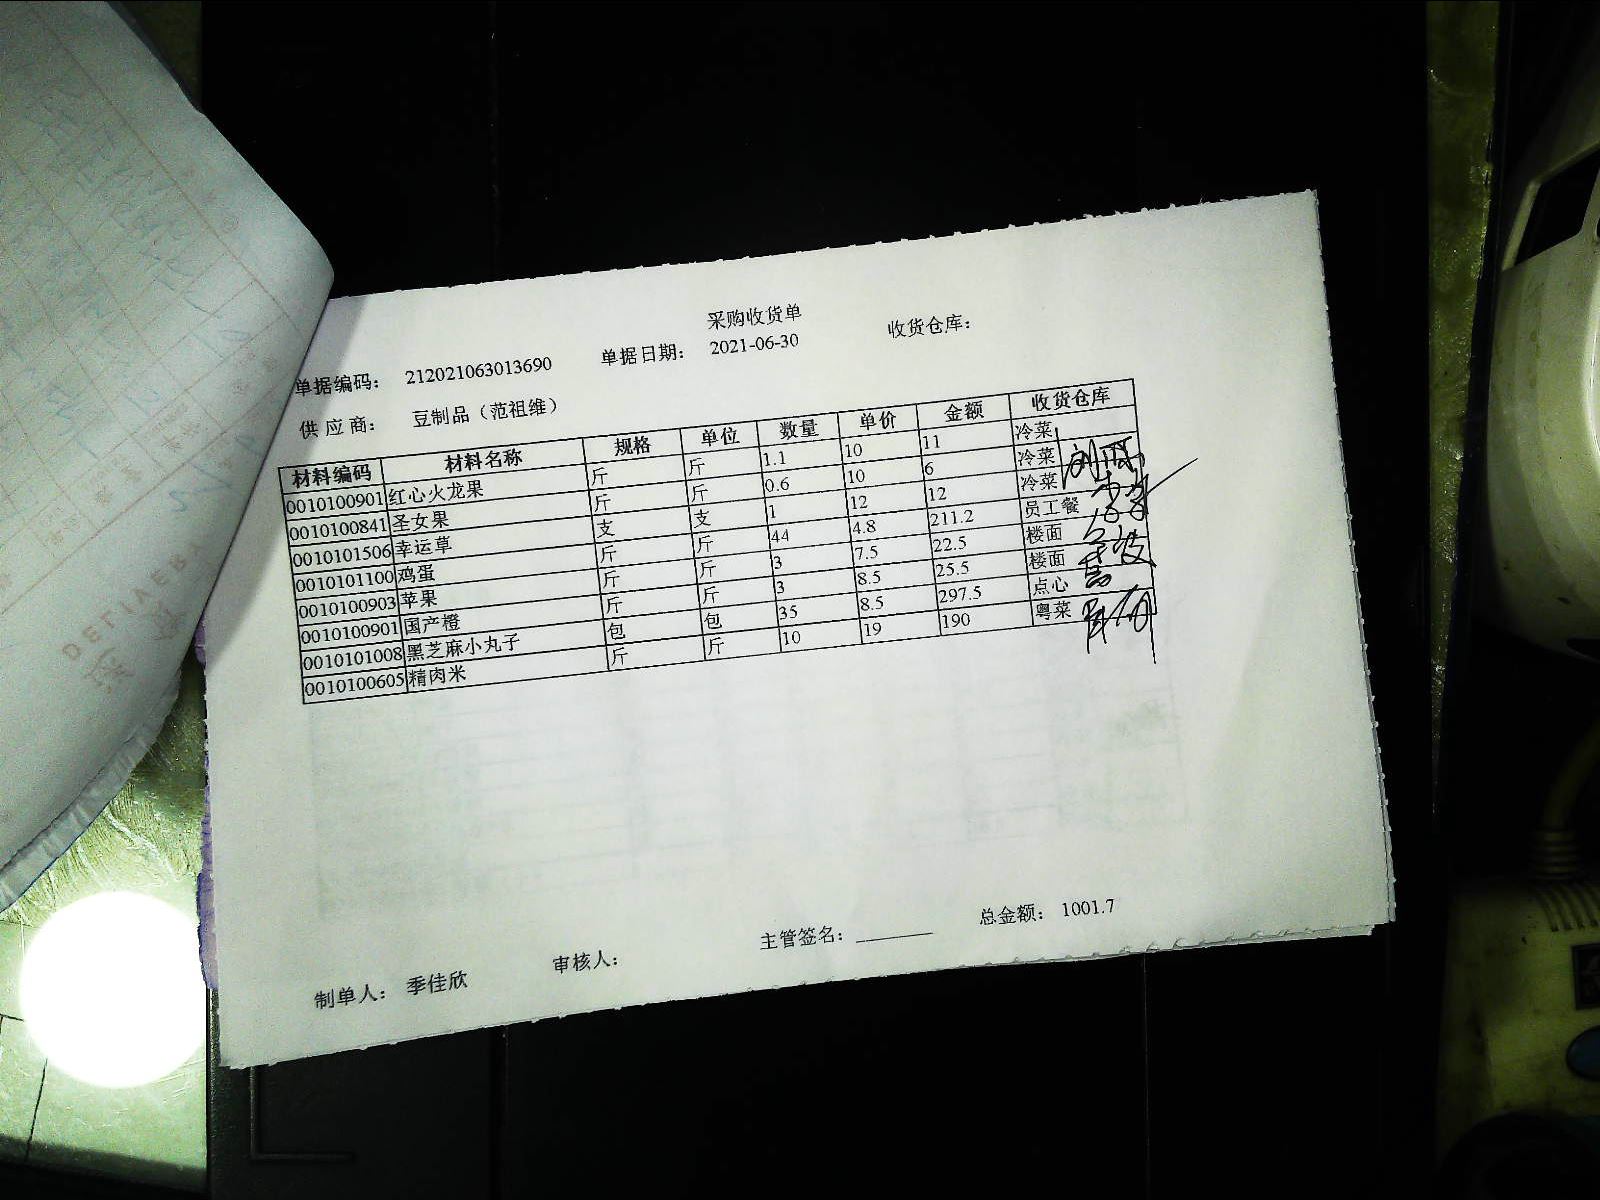 采购收货单
单据编码： 212021063013690 单据日期： 2021-06-30 收货仓库：
供 应 商： 豆制品（范祖维）
材料编码 材料名称 规格 单位 数量 单价 金额 收货仓库
0010100901 红心火龙果 斤 斤 1.1 10 11 冷菜
0010100841 圣女果 斤 斤 0.6 10 6 冷菜
0010101506 幸运草 支 支 1 12 12 冷菜
0010101100 鸡蛋 斤 斤 44 4.8 211.2 员工餐
0010100903 苹果 斤 斤 3 7.5 22.5 楼面
0010100901 国产橙 斤 斤 3 8.5 25.5 楼面
0010101008 黑芝麻小丸子 包 包 35 8.5 297.5 点心
0010100605 精肉米 斤 斤 10 19 190 粤菜
制单人： 季佳欣 审核人： 主管签名： 总金额： 1001.7